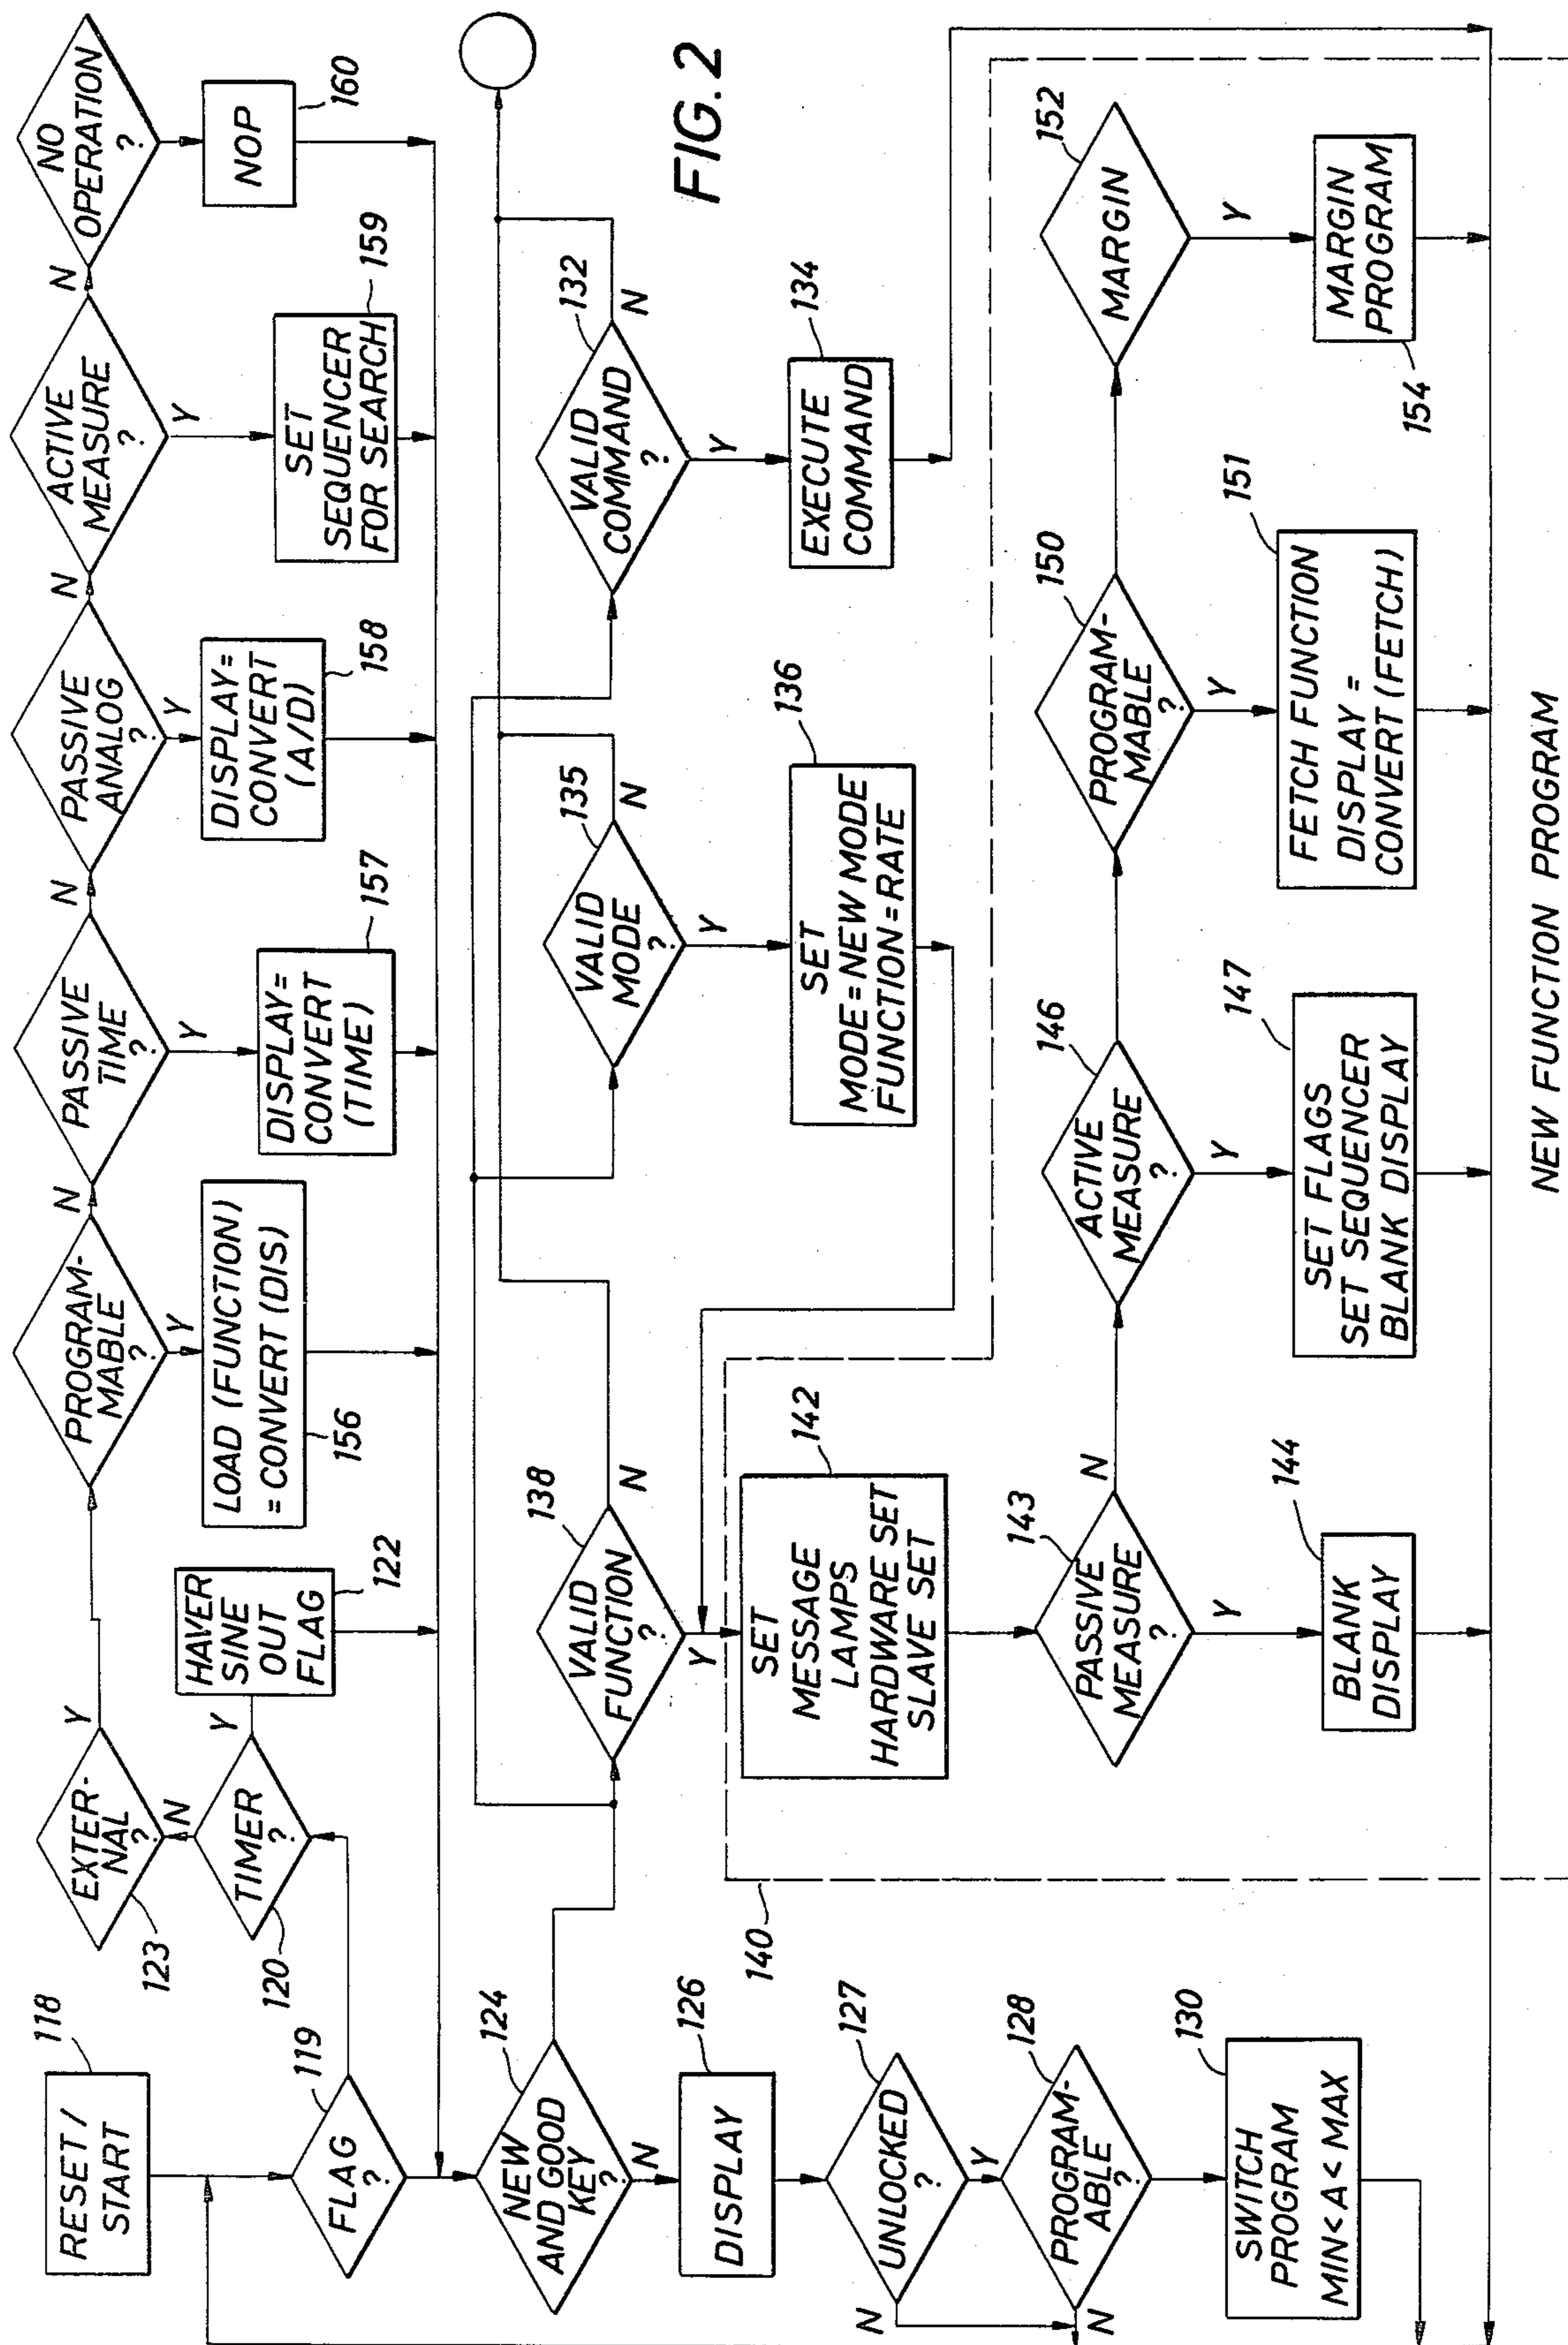 RESET /
START
118
FLAG
?
119
TIMER
?
120
Y
N
HAVER
SINE
OUT
FLAG
122
EXTER-
NAL
?
123
Y
PROGRAM-
MABLE
?
N
Y
LOAD (FUNCTION)
= CONVERT (DIS)
156
PASSIVE
TIME
?
N
Y
DISPLAY=
CONVERT
(TIME)
157
PASSIVE
ANALOG
?
N
Y
DISPLAY=
CONVERT
(A/D)
158
ACTIVE
MEASURE
?
N
Y
SET
SEQUENCER
FOR SEARCH
159
NO
OPERATION
?
NOP
160
NEW
AND GOOD
KEY
?
124
N
DISPLAY
126
UNLOCKED
?
127
N
Y
PROGRAM-
ABLE
?
128
N
SWITCH
PROGRAM
MIN< A < MAX
130
VALID
FUNCTION
?
138
N
Y
VALID
MODE
?
135
N
Y
SET
MODE = NEW MODE
FUNCTION = RATE
136
VALID
COMMAND
?
132
N
Y
EXECUTE
COMMAND
134
FIG.2
140
SET
MESSAGE
LAMPS
HARDWARE SET
SLAVE SET
142
PASSIVE
MEASURE
?
143
N
Y
BLANK
DISPLAY
144
ACTIVE
MEASURE
?
146
Y
SET FLAGS
SET SEQUENCER
BLANK DISPLAY
147
PROGRAM-
MABLE
?
150
Y
FETCH FUNCTION
DISPLAY =
CONVERT (FETCH)
151
MARGIN
152
Y
MARGIN
PROGRAM
154
NEW FUNCTION PROGRAM